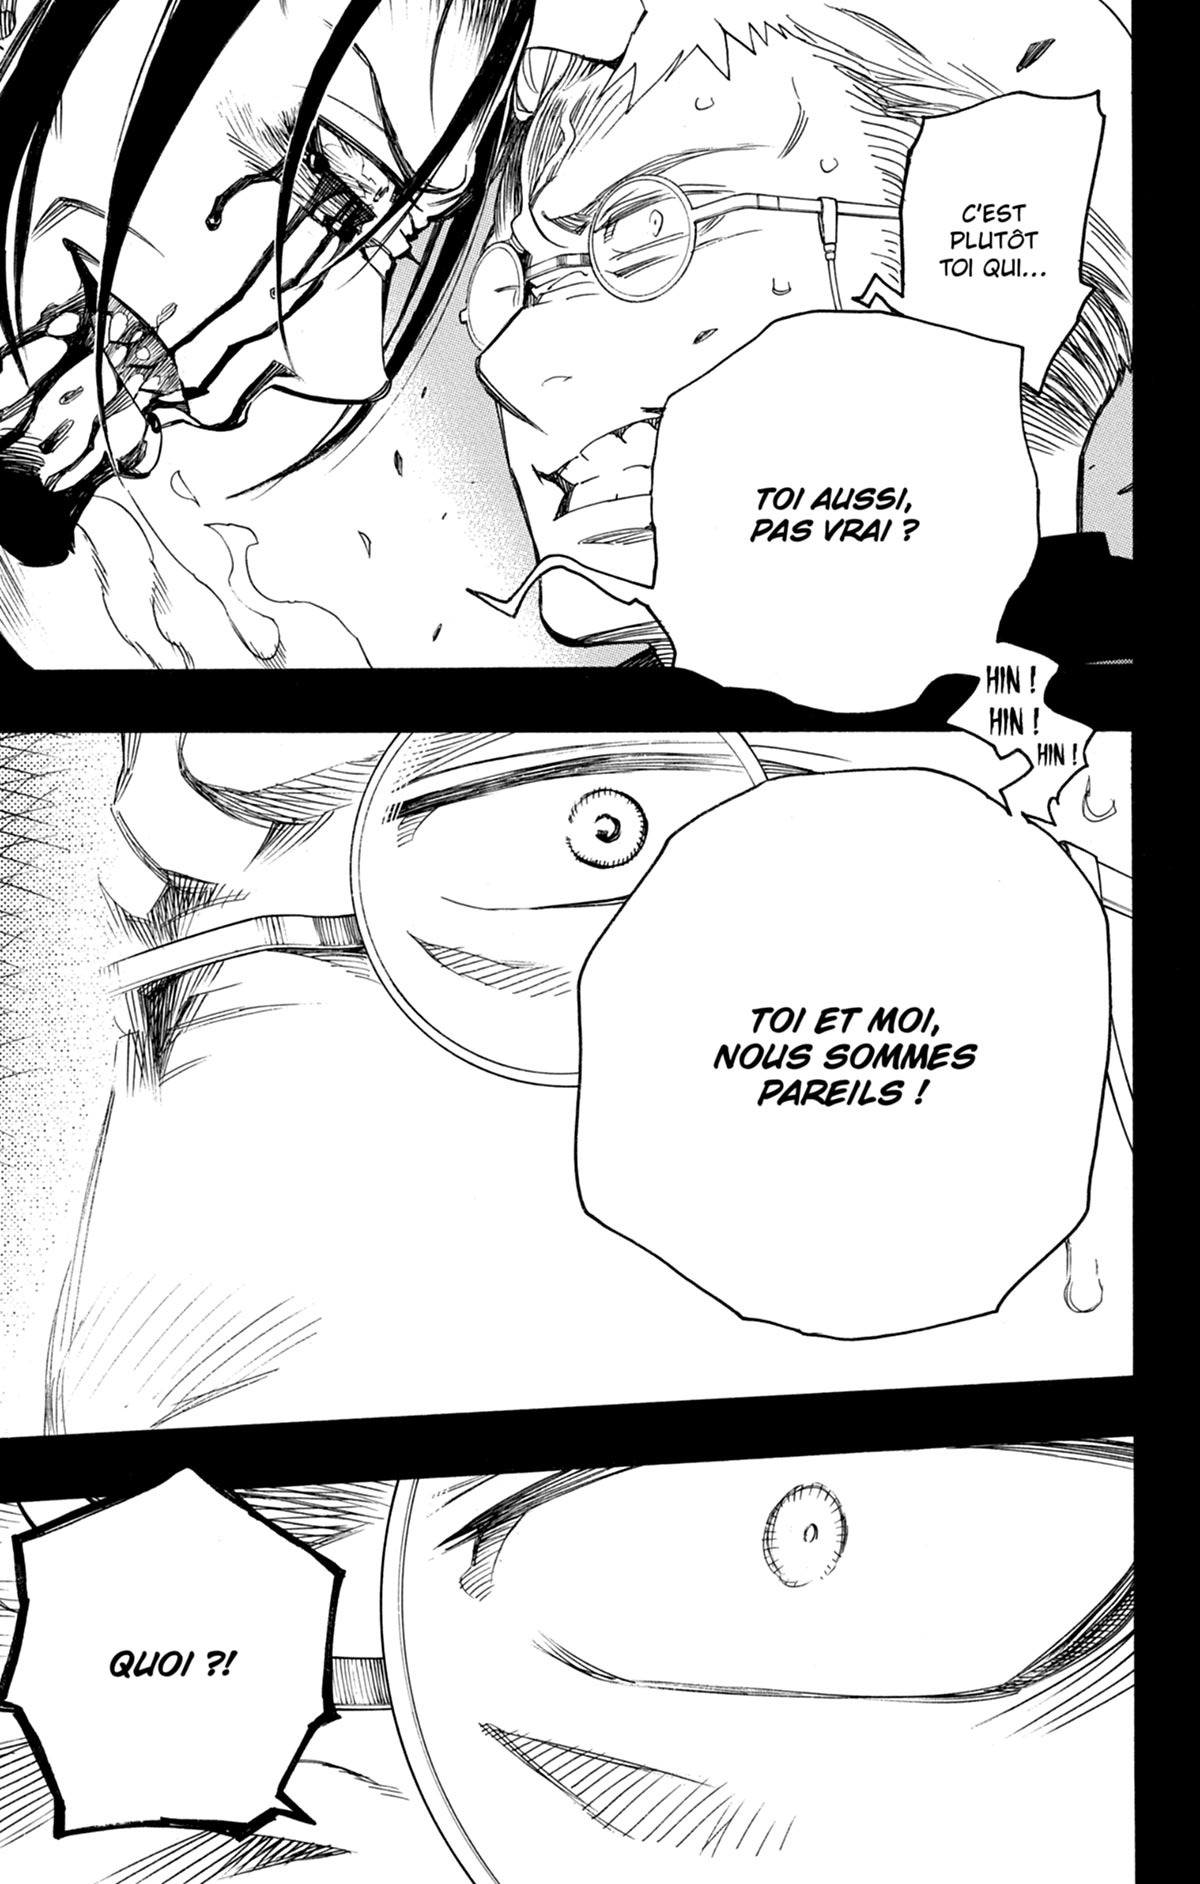 C'EST
PLUTÔT
TOI QUI...
TOI AUSSI,
PAS VRAI ?
HIN !
HIN !
HIN !
TOI ET MOI,
NOUS SOMMES
PAREILS !
QUOI ?!